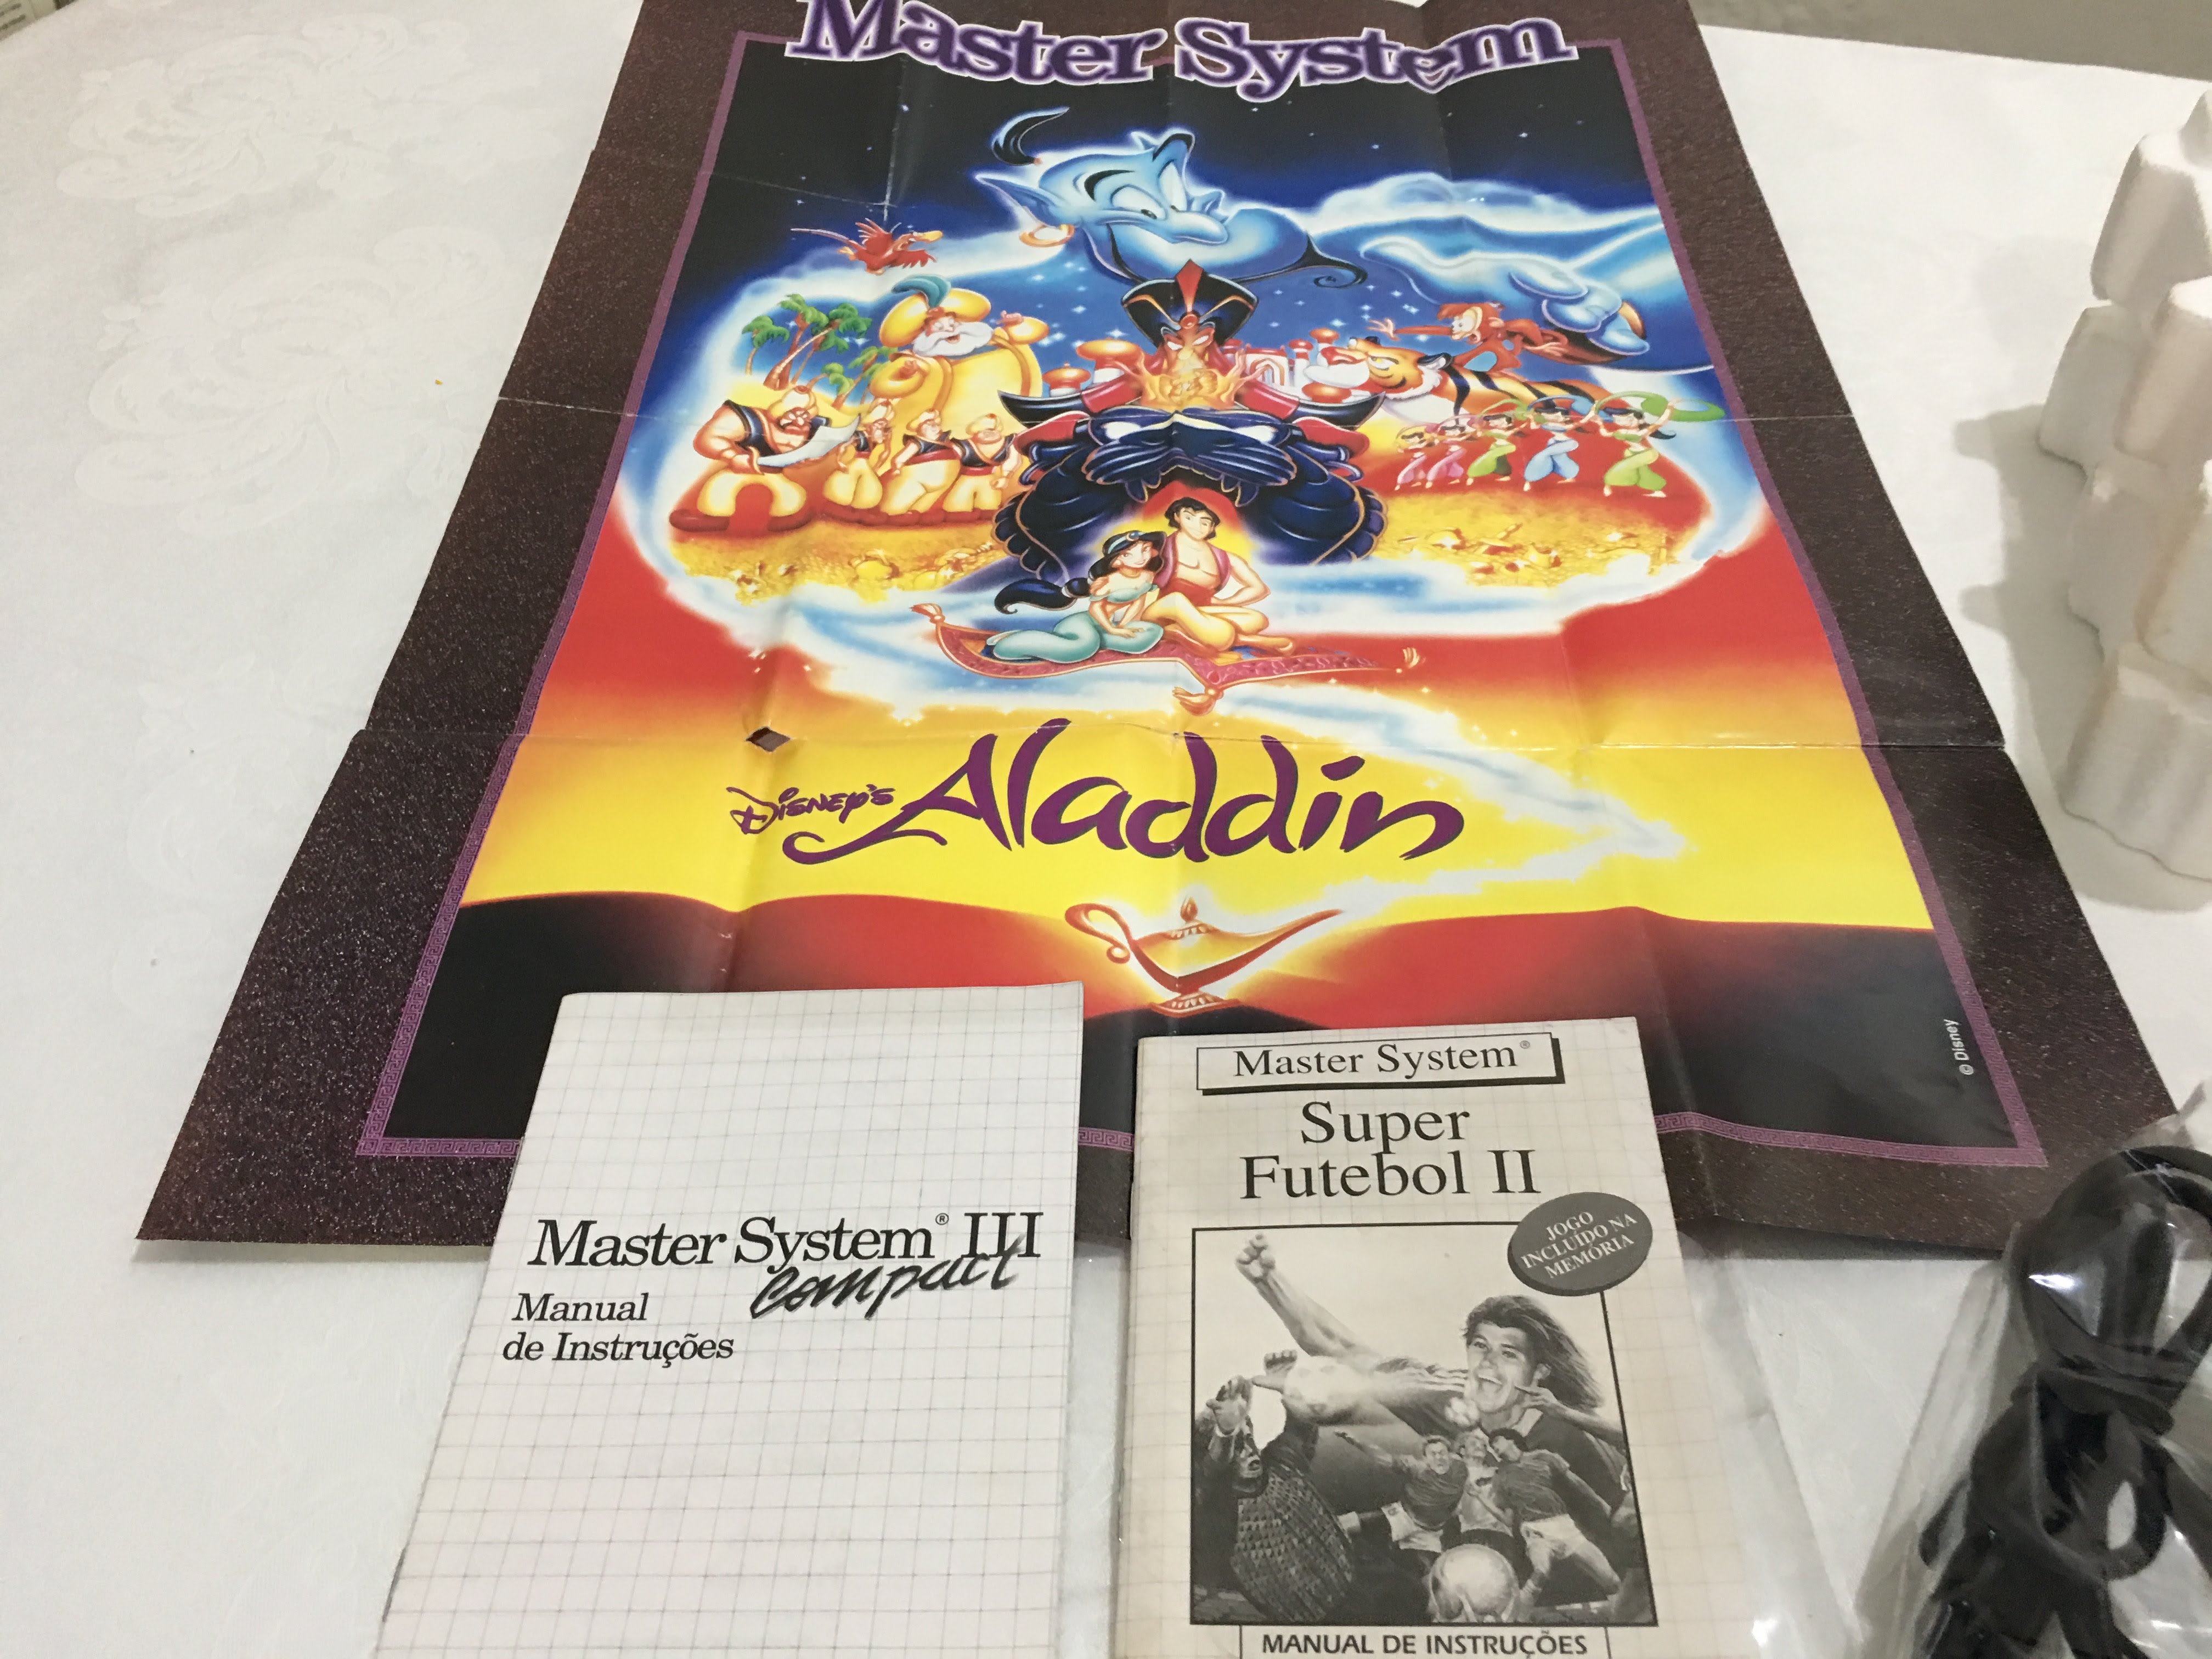 Master System
DISNEY'S Aladdin
© Disney
Master System® III
Compact
Manual
de Instruções
Master System®
Super
Futebol II
JOGO
INCLUÍDO NA
MEMÓRIA
MANUAL DE INSTRUÇÕES